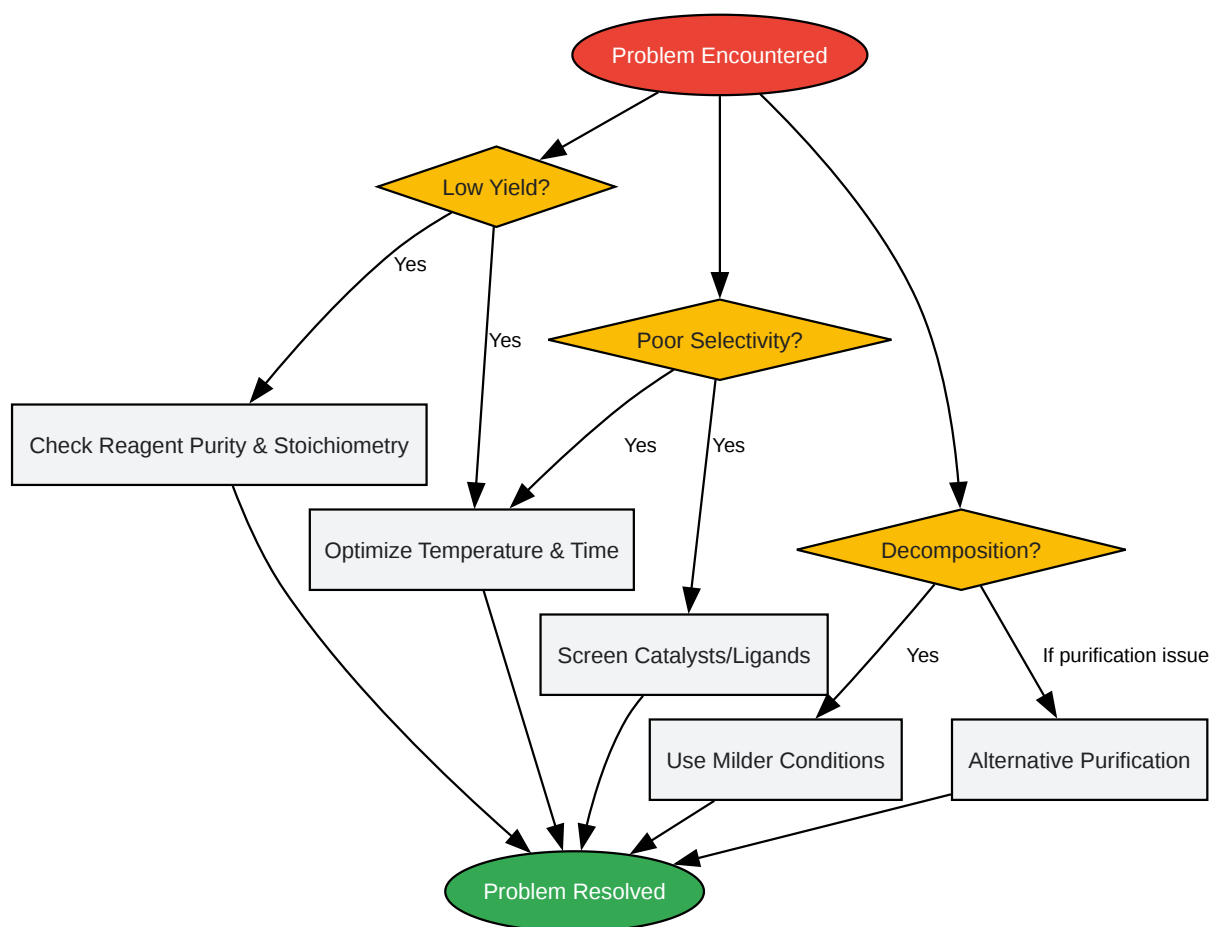 Problem Encountered
Low Yield?
Yes
Yes
Poor Selectivity?
Check Reagent Purity & Stoichiometry
Yes
Yes
Optimize Temperature & Time
Decomposition?
Screen Catalysts/Ligands
Yes
If purification issue
Use Milder Conditions
Alternative Purification
Problem Resolved